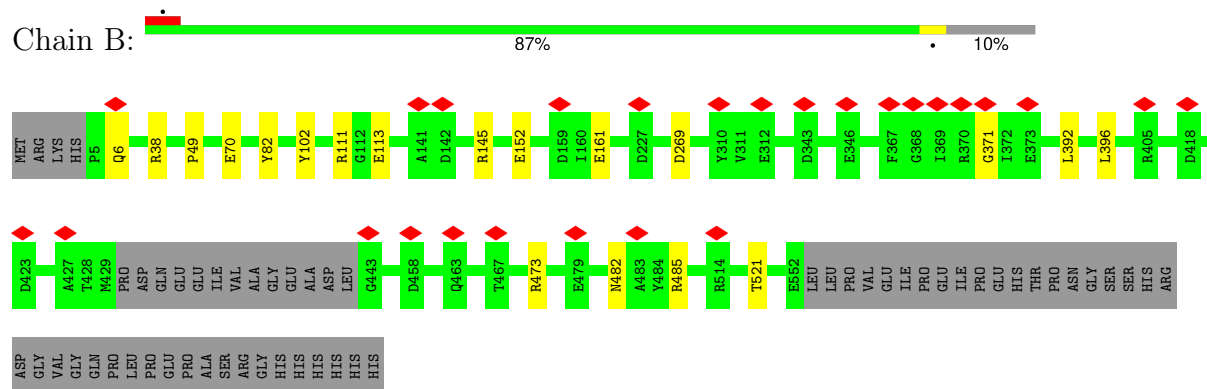 Chain B:
87% 10%
MET ARG LYS HIS P5 Q6 R38 P49 E70 Y82 Y102 R111 G112 E113 A141 D142 R145 E152 D159 I160 E161 D227 D269 Y310 V311 E312 D343 E346 F367 G368 I369 R370 G371 I372 E373 L392 L396 R405 D418
D423 A427 T428 M429 PRO ASP GLN GLU GLU ILE VAL ALA GLY GLU ALA ASP LEU G443 D458 Q463 T467 R473 E479 N482 A483 Y484 R485 R514 T521 E552 LEU LEU PRO VAL GLU ILE PRO GLU ILE PRO GLU HIS THR PRO ASN GLY SER SER HIS ARG
ASP GLY VAL GLY GLN PRO LEU PRO GLU PRO ALA SER ARG GLY HIS HIS HIS HIS HIS HIS